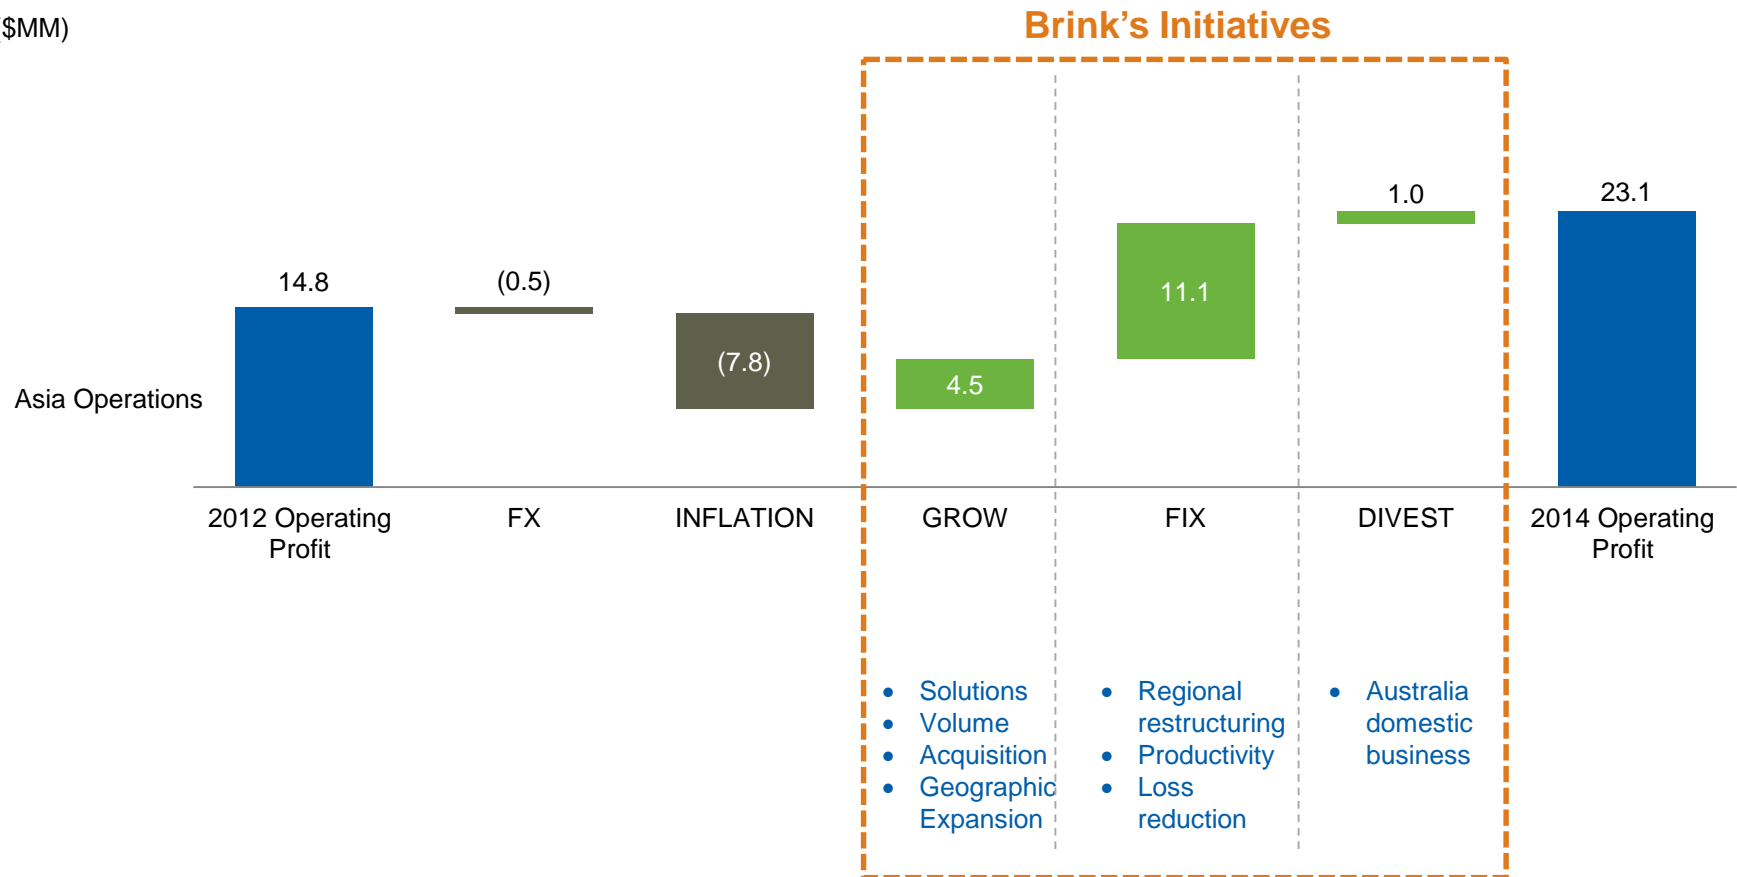 ($MM)
Brink's Initiatives
14.8
(0.5)
(7.8)
4.5
11.1
1.0
23.1
Asia Operations
2012 Operating
Profit
FX
INFLATION
GROW
FIX
DIVEST
2014 Operating
Profit
• Solutions
• Volume
• Acquisition
• Geographic
Expansion
• Regional
restructuring
• Productivity
• Loss
reduction
• Australia
domestic
business